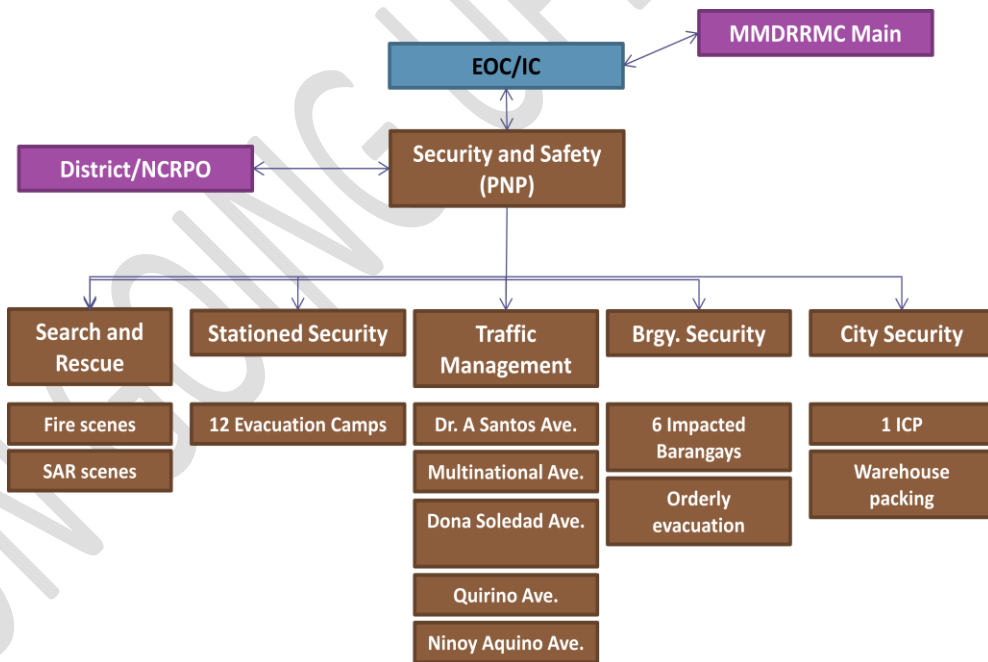 MMDRRMC Main
EOC/IC
District/NCRPO
Security and Safety
(PNP)
Search and
Rescue
Fire scenes
SAR scenes
Stationed Security
12 Evacuation Camps
Traffic
Management
Dr. A Santos Ave.
Multinational Ave.
Dona Soledad Ave.
Quirino Ave.
Ninoy Aquino Ave.
Brgy. Security
6 Impacted
Barangays
Orderly
evacuation
City Security
1 ICP
Warehouse
packing